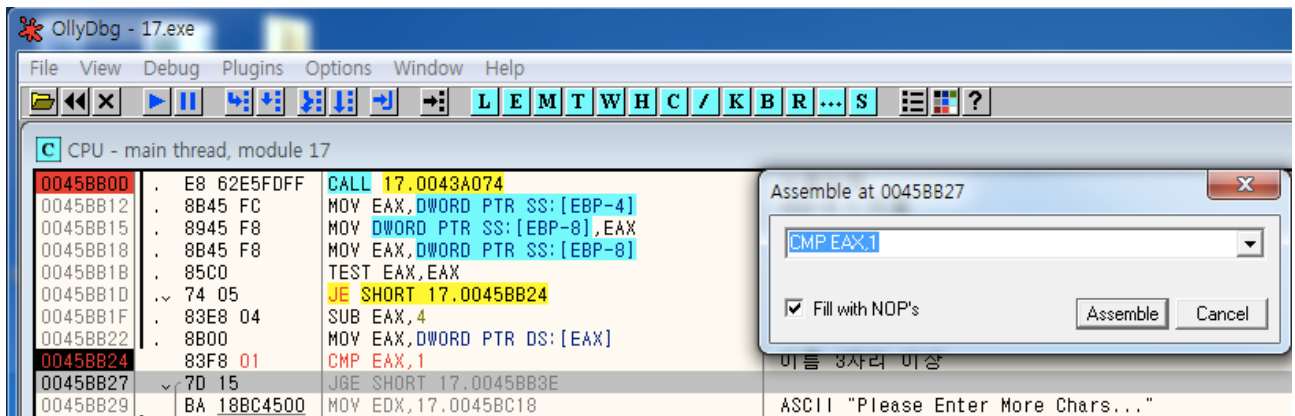 OllyDbg - 17.exe
File View Debug Plugins Options Window Help
L E M T W H C / K B R ... S ?
C CPU - main thread, module 17
0045BB0D . E8 62E5FDFF CALL 17.0043A074
0045BB12 . 8B45 FC MOV EAX,DWORD PTR SS:[EBP-4]
0045BB15 . 8945 F8 MOV DWORD PTR SS:[EBP-8],EAX
0045BB18 . 8B45 F8 MOV EAX,DWORD PTR SS:[EBP-8]
0045BB1B . 85C0 TEST EAX,EAX
0045BB1D . 74 05 JE SHORT 17.0045BB24
0045BB1F . 83E8 04 SUB EAX,4
0045BB22 . 8B00 MOV EAX,DWORD PTR DS:[EAX]
0045BB24 83F8 01 CMP EAX,1 이름 3자리 이상
0045BB27 7D 15 JGE SHORT 17.0045BB3E
0045BB29 BA 18BC4500 MOV EDX,17.0045BC18 ASCII "Please Enter More Chars..."
Assemble at 0045BB27
CMP EAX,1
Fill with NOP's
Assemble Cancel